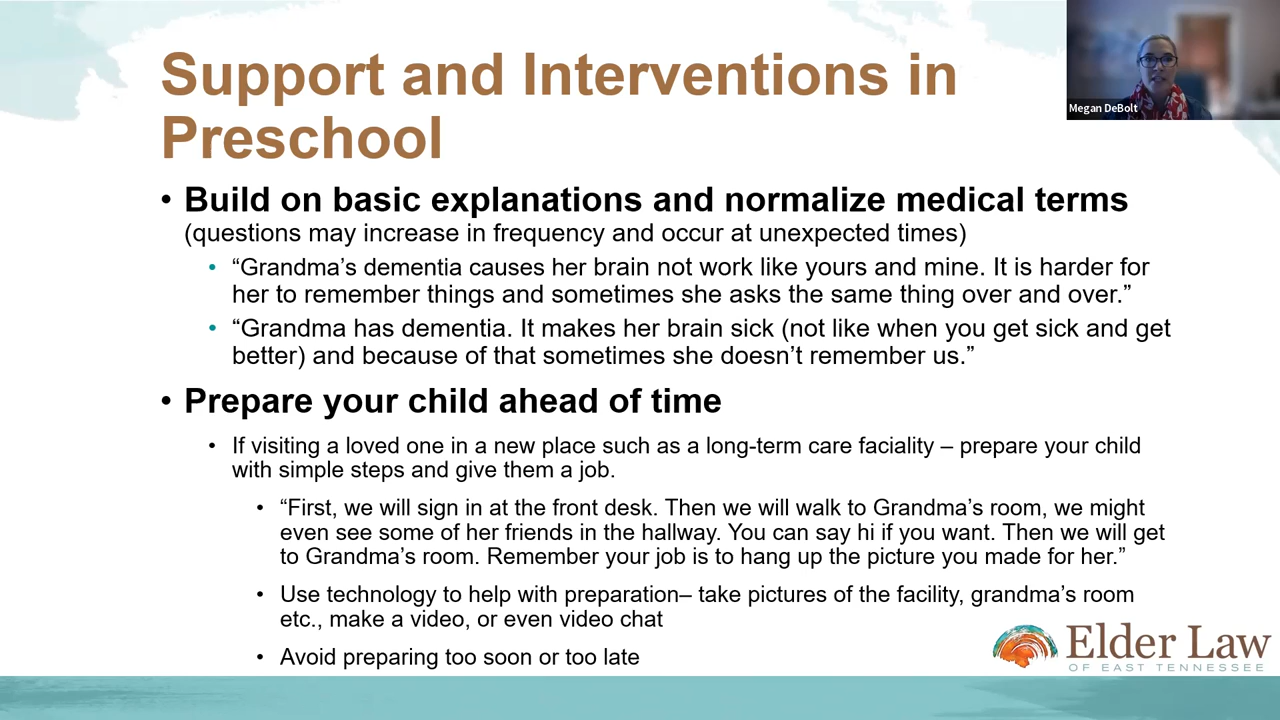 Support and Interventions in
Preschool
Megan DeBolt
• Build on basic explanations and normalize medical terms
(questions may increase in frequency and occur at unexpected times)
• “Grandma’s dementia causes her brain not work like yours and mine. It is harder for
her to remember things and sometimes she asks the same thing over and over.”
• “Grandma has dementia. It makes her brain sick (not like when you get sick and get
better) and because of that sometimes she doesn’t remember us.”
• Prepare your child ahead of time
• If visiting a loved one in a new place such as a long-term care faciality – prepare your child
with simple steps and give them a job.
• “First, we will sign in at the front desk. Then we will walk to Grandma’s room, we might
even see some of her friends in the hallway. You can say hi if you want. Then we will get
to Grandma’s room. Remember your job is to hang up the picture you made for her.”
• Use technology to help with preparation– take pictures of the facility, grandma’s room
etc., make a video, or even video chat
• Avoid preparing too soon or too late
Elder Law
OF EAST TENNESSEE